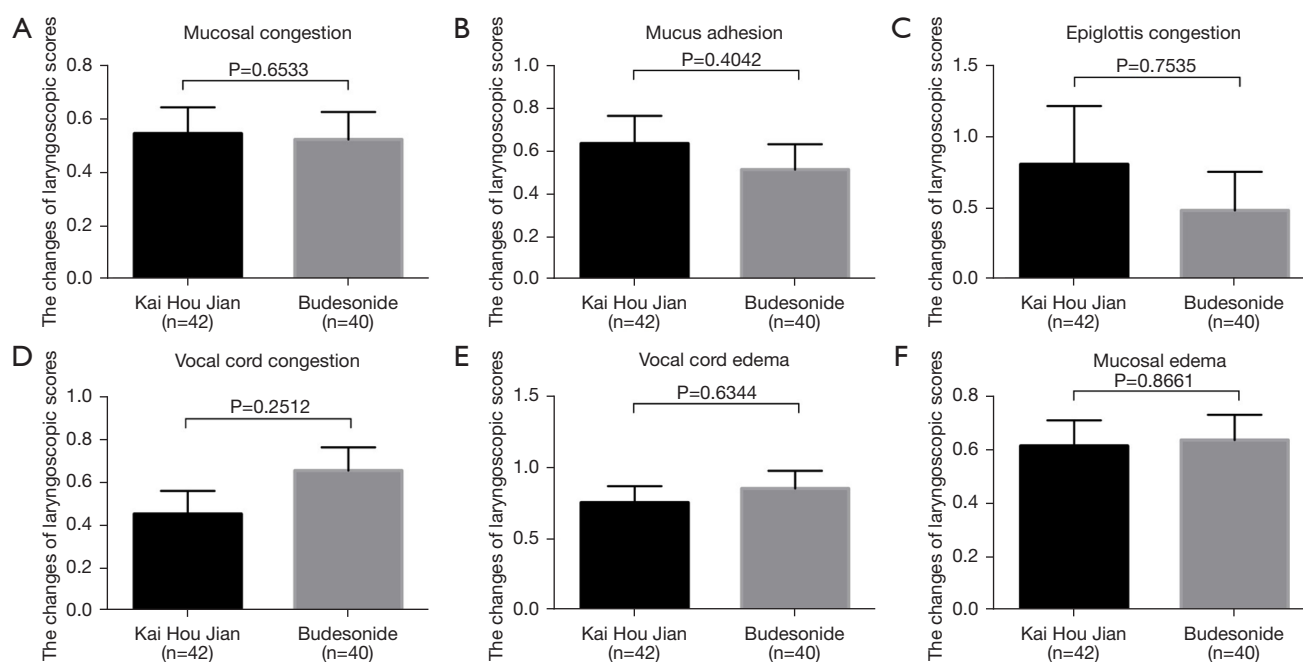 A
Mucosal congestion
The changes of laryngoscopic scores
0.8
0.6
0.4
0.2
0.0
P=0.6533
Kai Hou Jian
(n=42)
Budesonide
(n=40)
B
Mucus adhesion
The changes of laryngoscopic scores
1.0
0.8
0.6
0.4
0.2
0.0
P=0.4042
Kai Hou Jian
(n=42)
Budesonide
(n=40)
C
Epiglottis congestion
The changes of laryngoscopic scores
1.5
1.0
0.5
0.0
P=0.7535
Kai Hou Jian
(n=42)
Budesonide
(n=40)
D
Vocal cord congestion
The changes of laryngoscopic scores
1.0
0.8
0.6
0.4
0.2
0.0
P=0.2512
Kai Hou Jian
(n=42)
Budesonide
(n=40)
E
Vocal cord edema
The changes of laryngoscopic scores
1.5
1.0
0.5
0.0
P=0.6344
Kai Hou Jian
(n=42)
Budesonide
(n=40)
F
Mucosal edema
The changes of laryngoscopic scores
0.8
0.6
0.4
0.2
0.0
P=0.8661
Kai Hou Jian
(n=42)
Budesonide
(n=40)